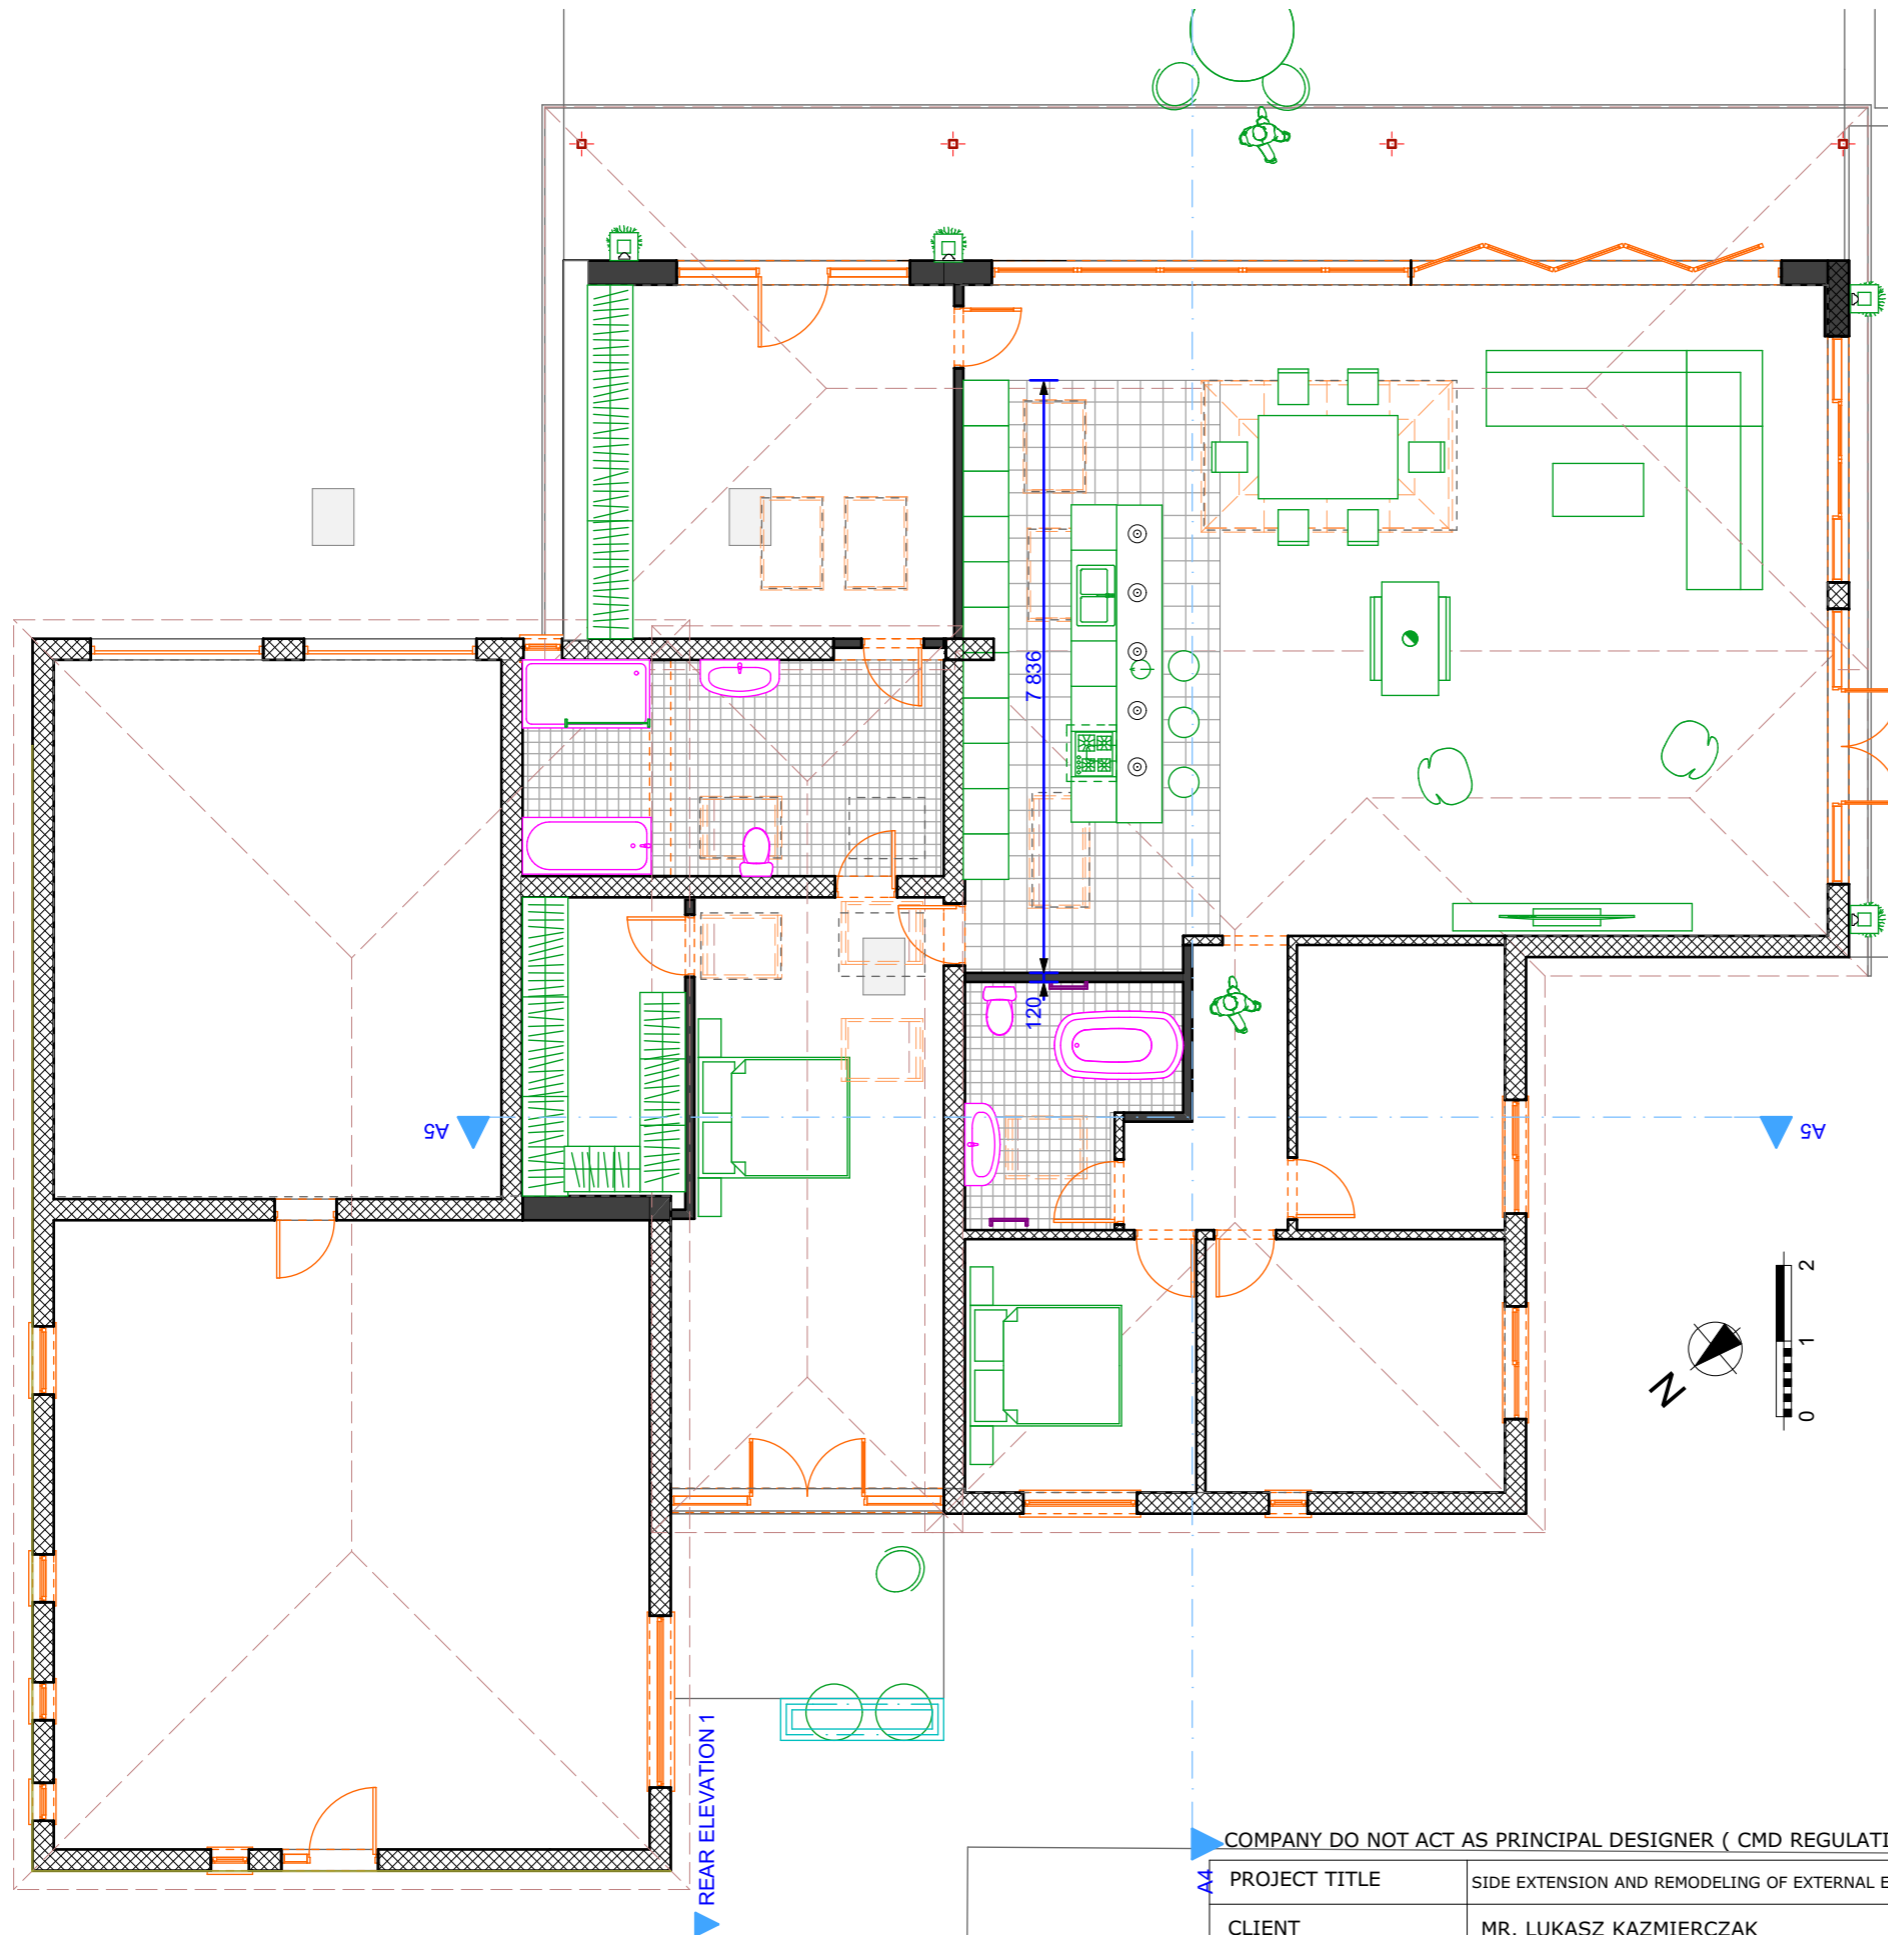 7 836
120
A5
A5
2
1
0
N
REAR ELEVATION 1
COMPANY DO NOT ACT AS PRINCIPAL DESIGNER ( CMD REGULATI
A4
PROJECT TITLE
SIDE EXTENSION AND REMODELING OF EXTERNAL E
CLIENT
MR. LUKASZ KAZMIERCZAK